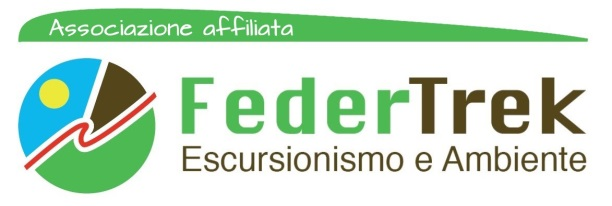 Associazione affiliata
FederTrek
Escursionismo e Ambiente